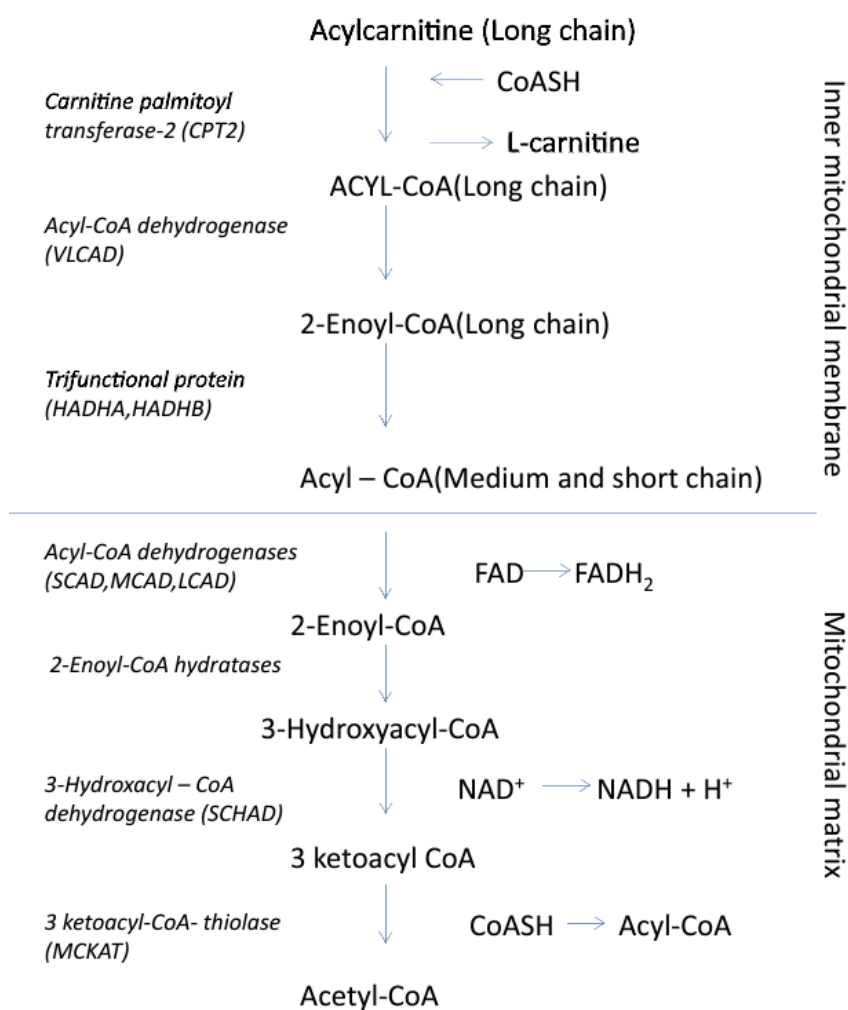 Acylcarnitine (Long chain)
CoASH
Carnitine palmitoyl
transferase-2 (CPT2)
L-carnitine
ACYL-CoA(Long chain)
Acyl-CoA dehydrogenase
(VLCAD)
2-Enoyl-CoA(Long chain)
Trifunctional protein
(HADHA,HADHB)
Acyl – CoA(Medium and short chain)
Inner mitochondrial membrane
Acyl-CoA dehydrogenases
(SCAD,MCAD,LCAD)
FAD FADH2
2-Enoyl-CoA
2-Enoyl-CoA hydratases
3-Hydroxyacyl-CoA
3-Hydroxacyl – CoA
dehydrogenase (SCHAD)
NAD+ NADH + H+
3 ketoacyl CoA
3 ketoacyl-CoA- thiolase
(MCKAT)
CoASH Acyl-CoA
Acetyl-CoA
Mitochondrial matrix